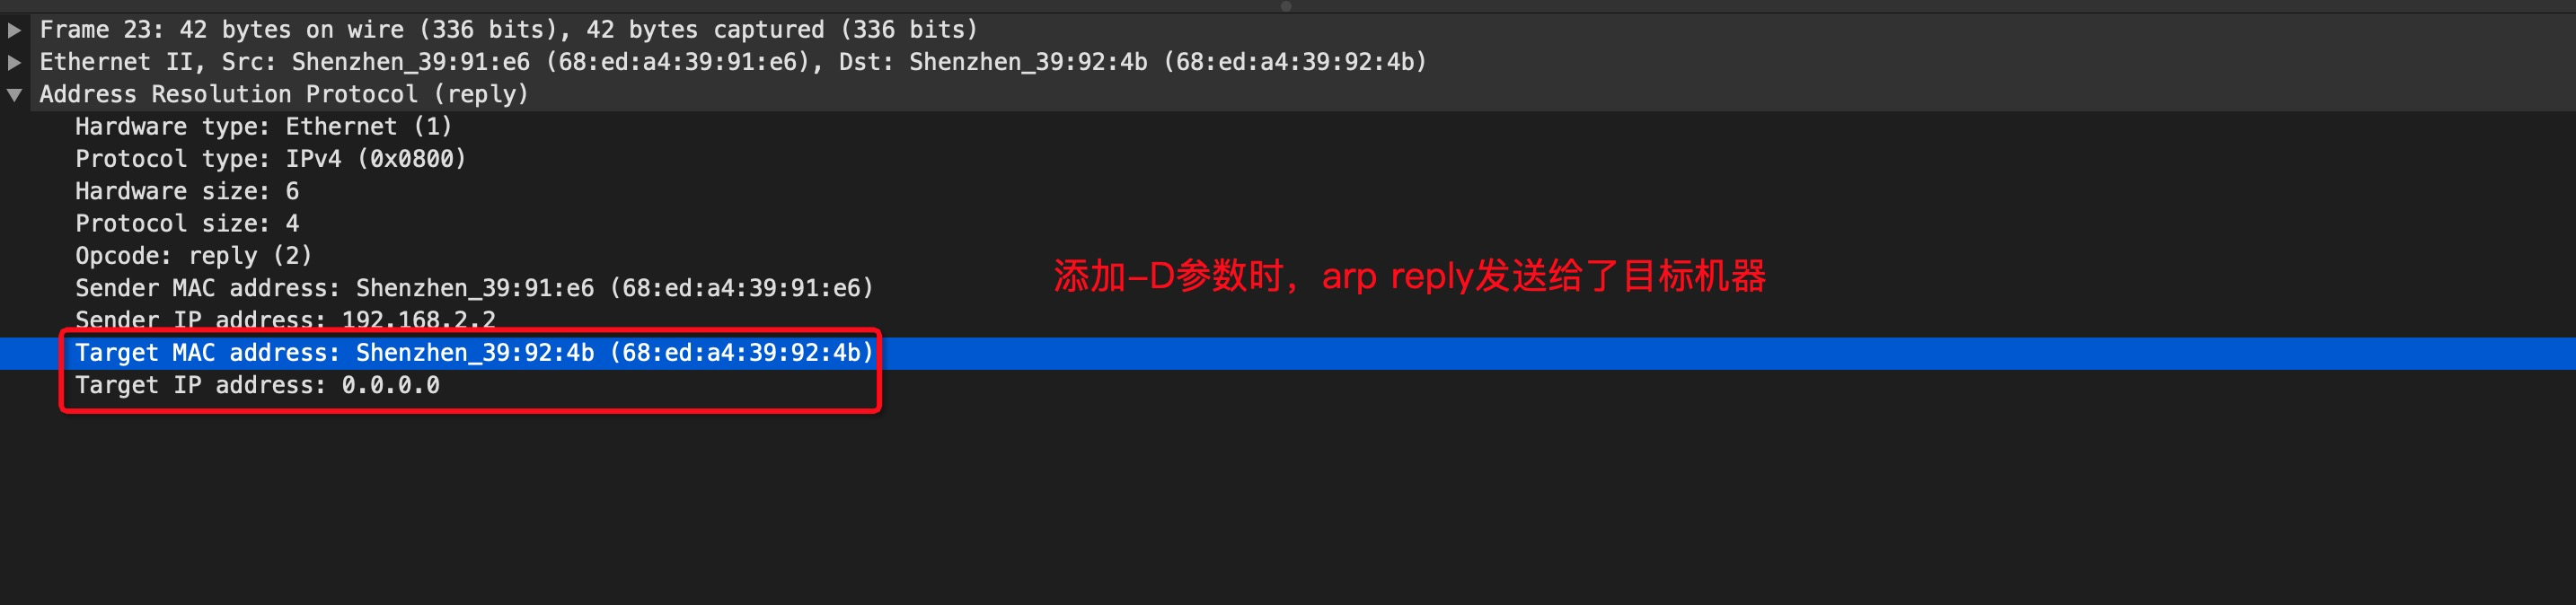 Frame 23: 42 bytes on wire (336 bits), 42 bytes captured (336 bits)
Ethernet II, Src: Shenzhen_39:91:e6 (68:ed:a4:39:91:e6), Dst: Shenzhen_39:92:4b (68:ed:a4:39:92:4b)
Address Resolution Protocol (reply)
Hardware type: Ethernet (1)
Protocol type: IPv4 (0x0800)
Hardware size: 6
Protocol size: 4
Opcode: reply (2)
添加-D参数时，arp reply发送给了目标机器
Sender MAC address: Shenzhen_39:91:e6 (68:ed:a4:39:91:e6)
Sender IP address: 192.168.2.2
Target MAC address: Shenzhen_39:92:4b (68:ed:a4:39:92:4b)
Target IP address: 0.0.0.0